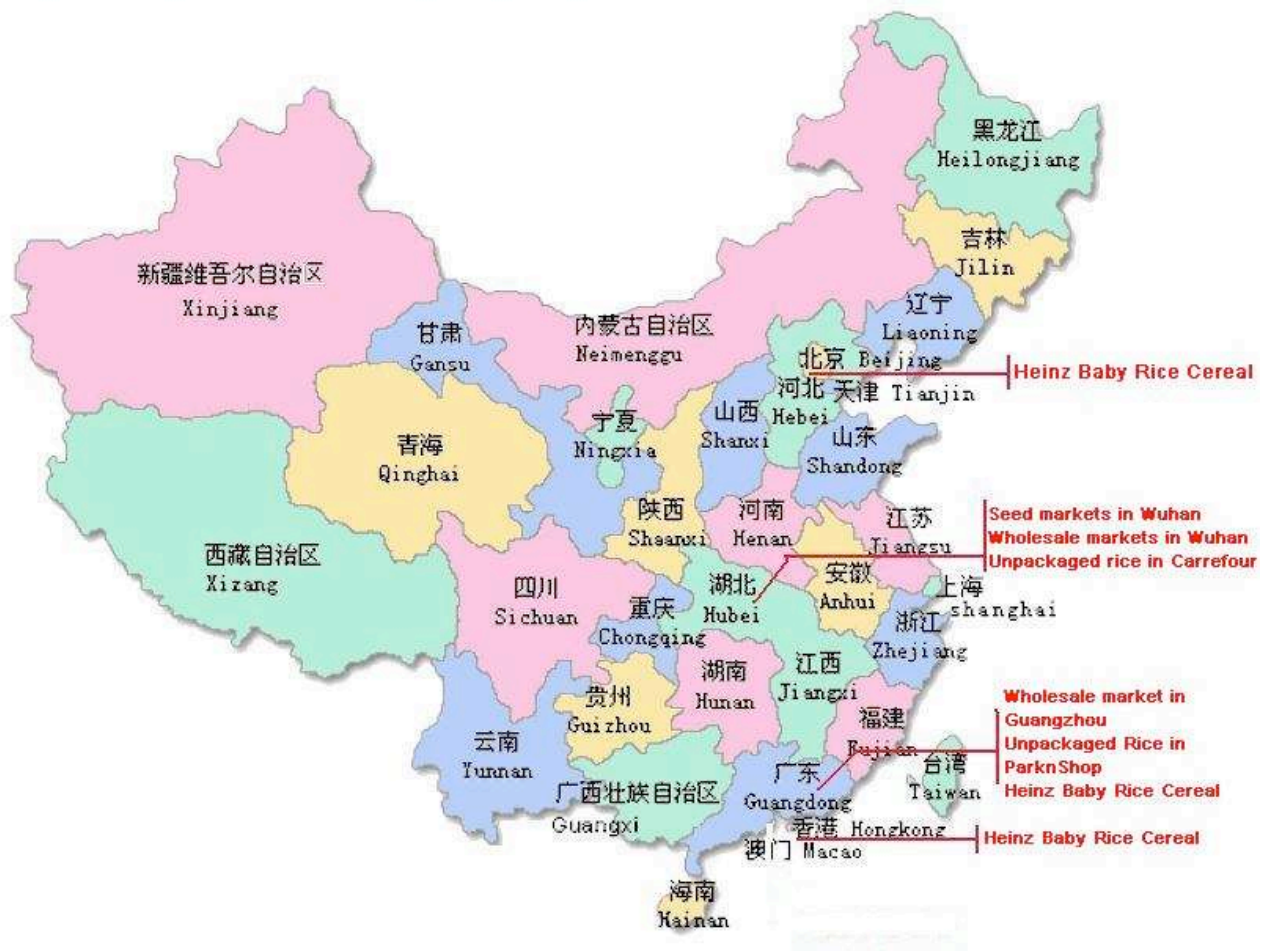 黑龙江
Heilongjiang
吉林
Jilin
辽宁
Liaoning
新疆维吾尔自治区
Xinjiang
甘肃
Gansu
内蒙古自治区
Neimenggu
北京 Beijing
Heinz Baby Rice Cereal
河北
Hebei
天津 Tianjin
宁夏
Ningxia
山西
Shanxi
山东
Shandong
青海
Qinghai
陕西
Shaanxi
河南
Henan
江苏
Jiangsu
Seed markets in Wuhan
Wholesale markets in Wuhan
Unpackaged rice in Carrefour
西藏自治区
Xizang
四川
Sichuan
重庆
Chongqing
湖北
Hubei
安徽
Anhui
上海
shanghai
浙江
Zhejiang
湖南
Hunan
江西
Jiangxi
贵州
Guizhou
福建
Fujian
Wholesale market in
Guangzhou
Unpackaged Rice in
ParknShop
Heinz Baby Rice Cereal
云南
Yunnan
广西壮族自治区
Guangxi
广东
Guangdong
台湾
Taiwan
香港 Hongkong
Heinz Baby Rice Cereal
澳门 Macao
海南
Hainan